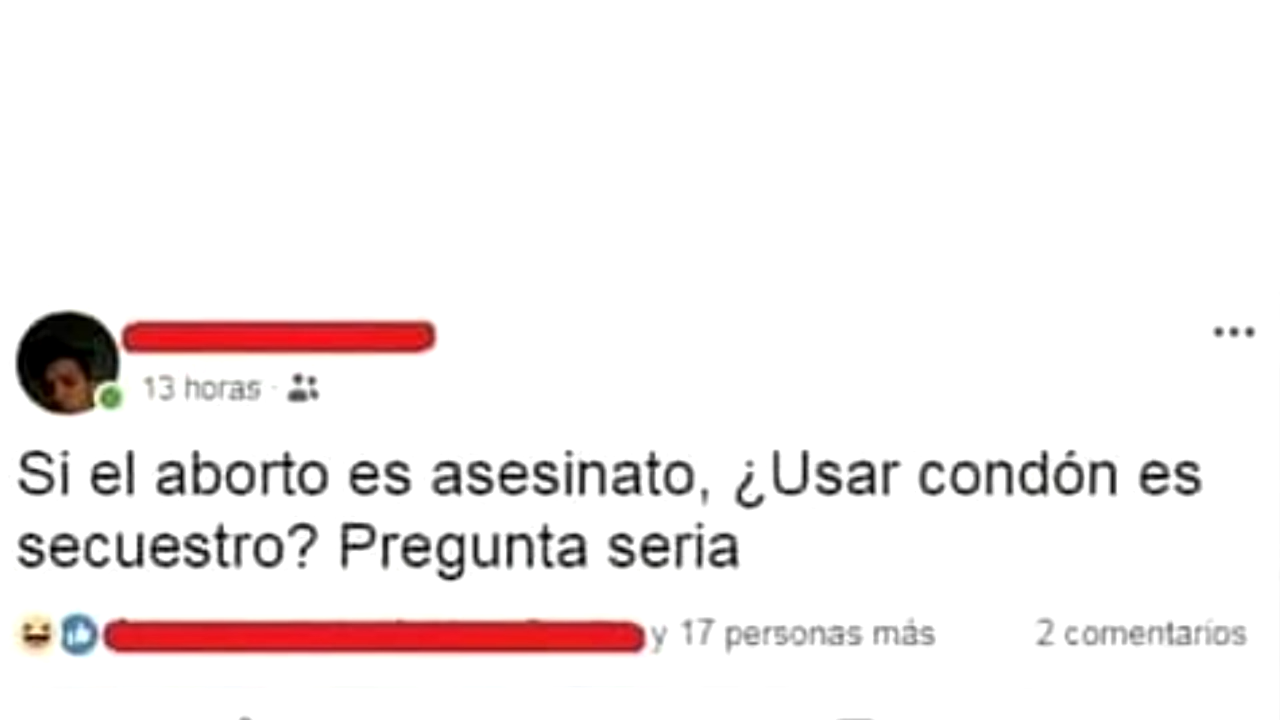 13 horas ·
Si el aborto es asesinato, ¿Usar condón es
secuestro? Pregunta seria
y 17 personas más 2 comentarios